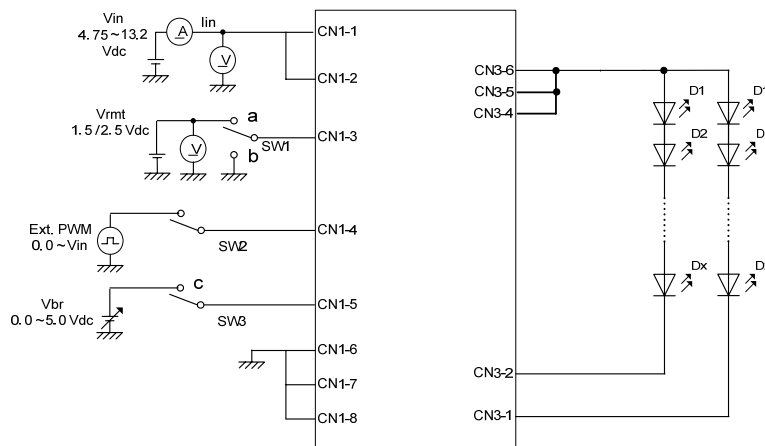 Vin
4.75~13.2
Vdc
A
Iin
V
CN1-1
CN1-2
Vrmt
1.5/2.5 Vdc
V
a
b
SW1
CN1-3
Ext. PWM
0.0~Vin
SW2
CN1-4
Vbr
0.0~5.0 Vdc
c
SW3
CN1-5
CN1-6
CN1-7
CN1-8
CN3-6
CN3-5
CN3-4
D1
D2
Dx
CN3-2
CN3-1